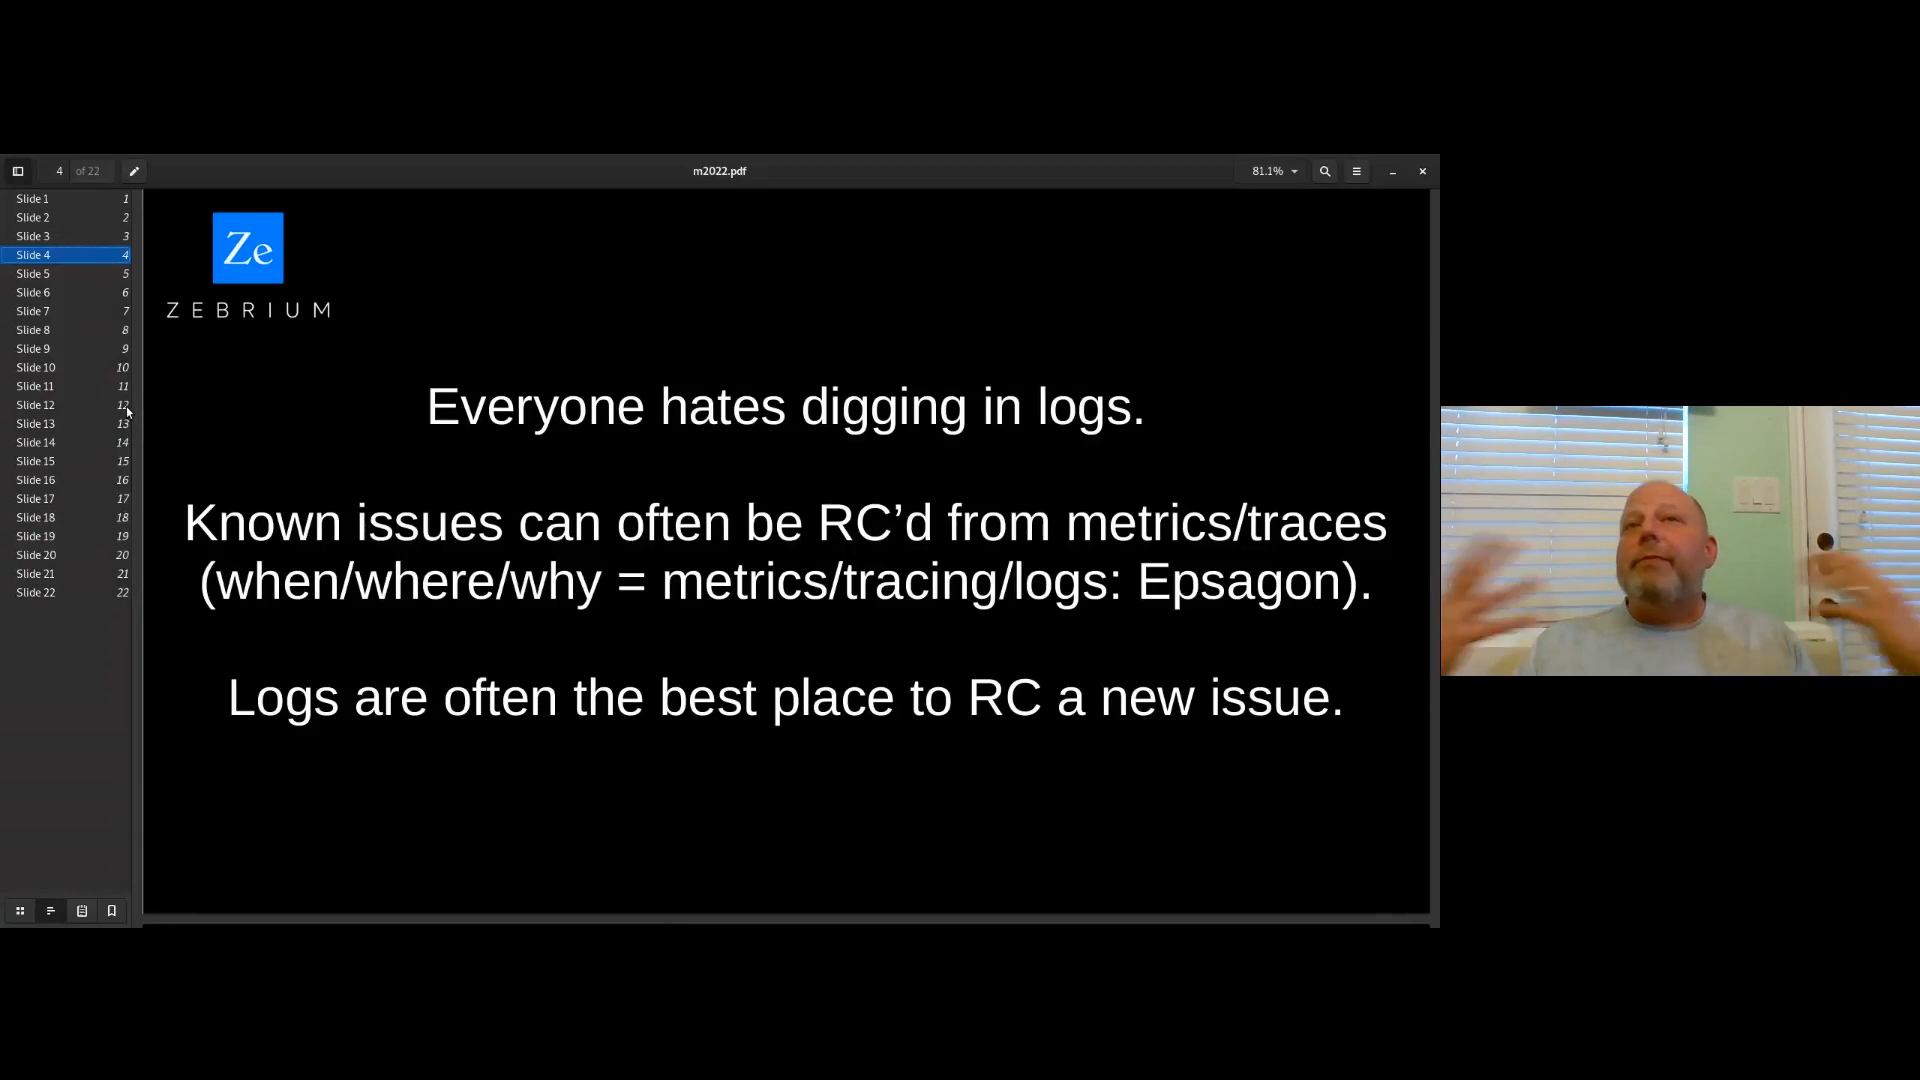 4 of 22
m2022.pdf
81.1%
Slide 1 1
Slide 2 2
Slide 3 3
Slide 4 4
Slide 5 5
Slide 6 6
Slide 7 7
Slide 8 8
Slide 9 9
Slide 10 10
Slide 11 11
Slide 12 12
Slide 13 13
Slide 14 14
Slide 15 15
Slide 16 16
Slide 17 17
Slide 18 18
Slide 19 19
Slide 20 20
Slide 21 21
Slide 22 22
Ze
ZEBRIUM
Everyone hates digging in logs.
Known issues can often be RC’d from metrics/traces
(when/where/why = metrics/tracing/logs: Epsagon).
Logs are often the best place to RC a new issue.